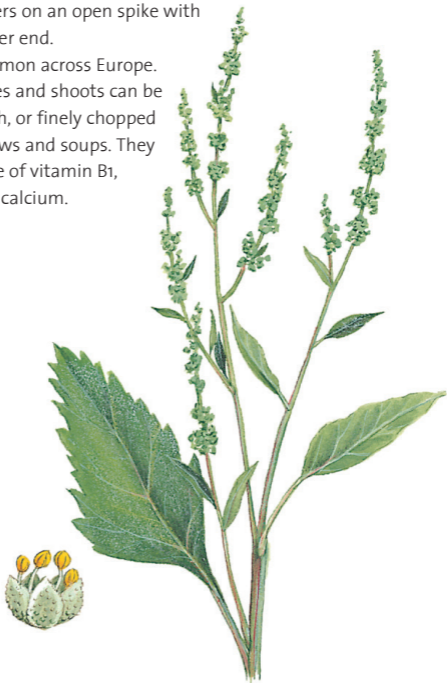 ers on an open spike with
er end.
mon across Europe.
es and shoots can be
h, or finely chopped
ws and soups. They
e of vitamin B1,
calcium.